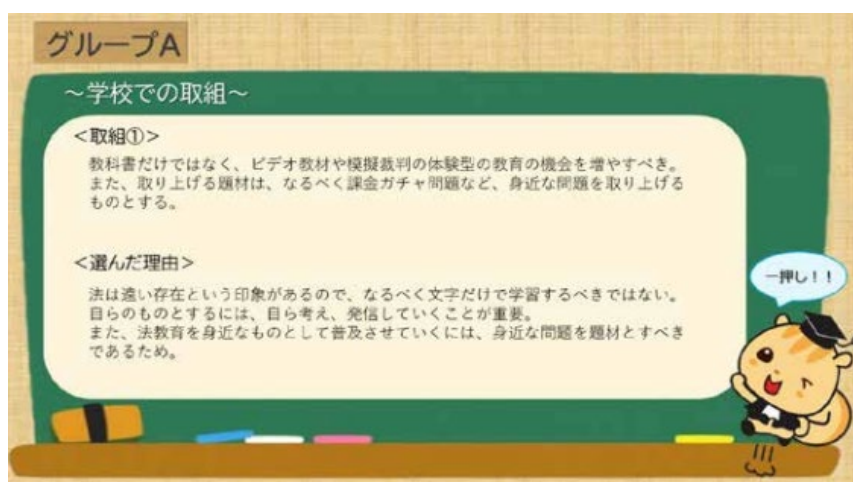 グループA
～学校での取組～
＜取組①＞
教科書だけではなく、ビデオ教材や模擬裁判の体験型の教育の機会を増やすべき。
また、取り上げる題材は、なるべく課金ガチャ問題など、身近な問題を取り上げる
ものとする。
＜選んだ理由＞
法は遠い存在という印象があるので、なるべく文字だけで学習するべきではない。
自らのものとするには、自ら考え、発信していくことが重要。
また、法教育を身近なものとして普及させていくには、身近な問題を題材とすべき
であるため。
一押し！！